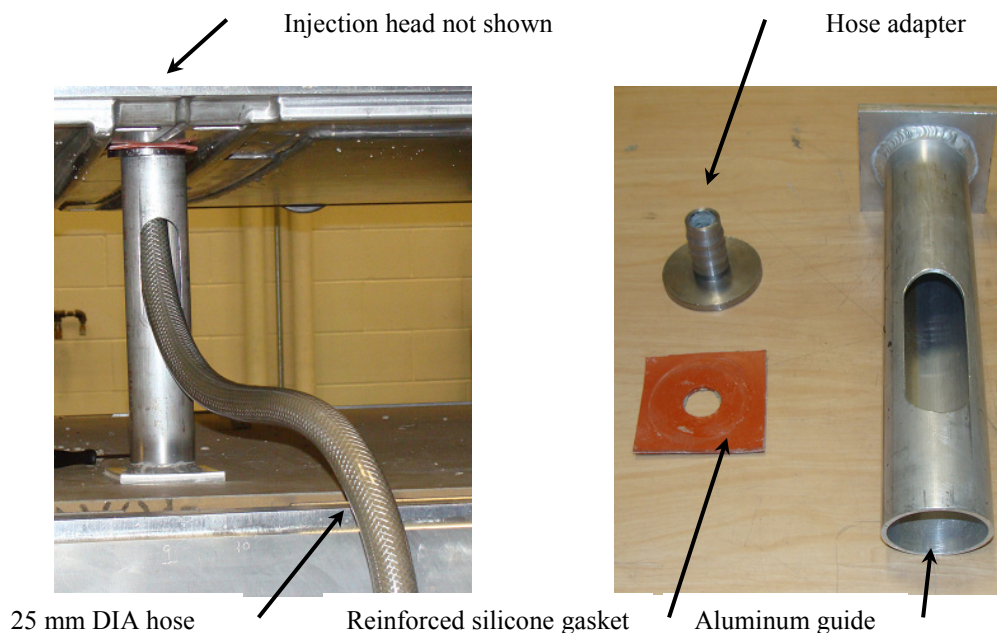 Injection head not shown
Hose adapter
25 mm DIA hose
Reinforced silicone gasket
Aluminum guide